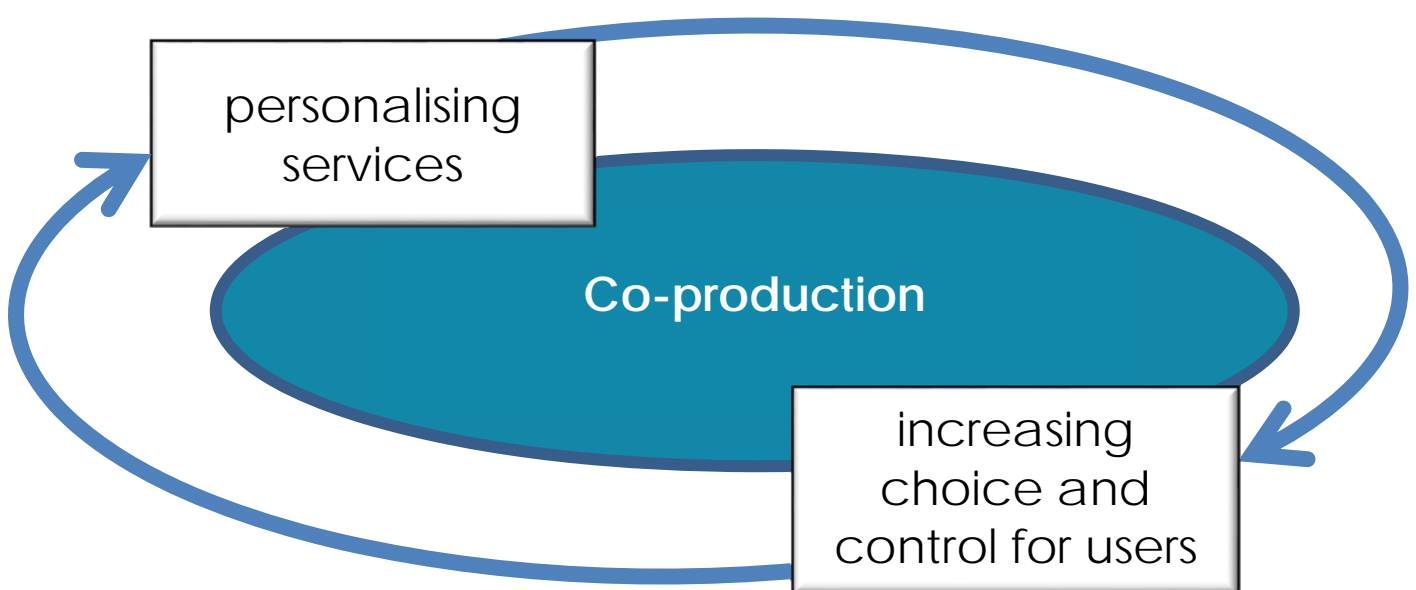 personalising
services
Co-production
increasing
choice and
control for users